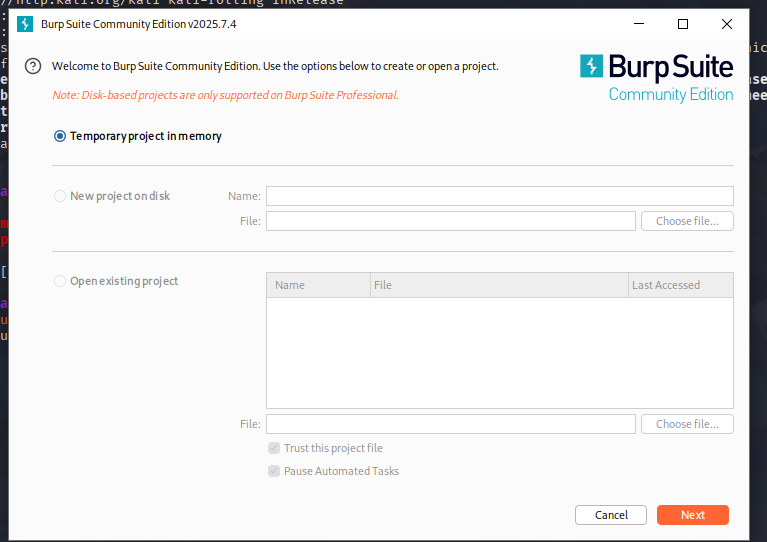 //http.kali.org/kali kali-rolling InRelease
Burp Suite Community Edition v2025.7.4
Welcome to Burp Suite Community Edition. Use the options below to create or open a project.
Note: Disk-based projects are only supported on Burp Suite Professional.
Burp Suite
Community Edition
Temporary project in memory
New project on disk
Name:
File:
Choose file...
Open existing project
Name File Last Accessed
File:
Choose file...
Trust this project file
Pause Automated Tasks
Cancel Next